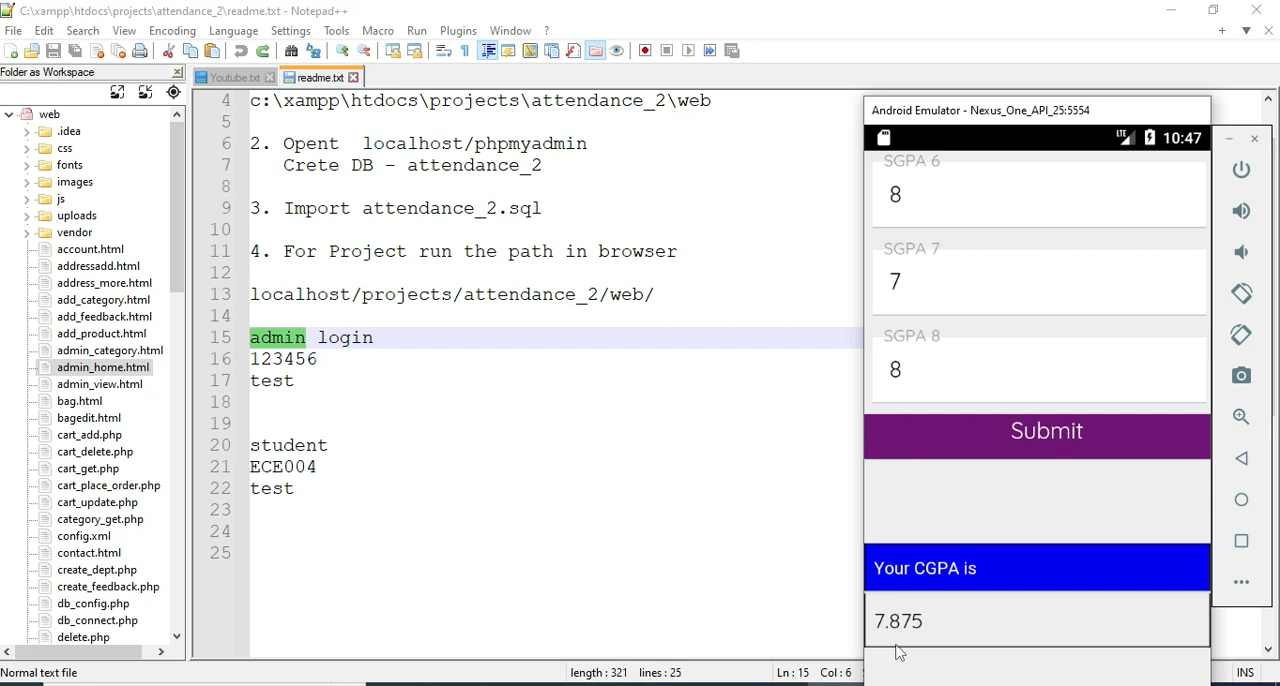 C:\xampp\htdocs\projects\attendance_2\readme.txt - Notepad++
File Edit Search View Encoding Language Settings Tools Macro Run Plugins Window ?
Folder as Workspace
Youtube.txt readme.txt
web
.idea
css
fonts
images
js
uploads
vendor
account.html
addressadd.html
address_more.html
add_category.html
add_feedback.html
add_product.html
admin_category.html
admin_home.html
admin_view.html
bag.html
bagedit.html
cart_add.php
cart_delete.php
cart_get.php
cart_place_order.php
cart_update.php
category_get.php
config.xml
contact.html
create_dept.php
create_feedback.php
db_config.php
db_connect.php
delete.php
4 c:\xampp\htdocs\projects\attendance_2\web
5
6 2. Opent  localhost/phpmyadmin
7 Crete DB - attendance_2
8
9 3. Import attendance_2.sql
10
11 4. For Project run the path in browser
12
13 localhost/projects/attendance_2/web/
14
15 admin login
16 123456
17 test
18
19
20 student
21 ECE004
22 test
23
24
25
Android Emulator - Nexus_One_API_25:5554
LTE 10:47
SGPA 6
8
SGPA 7
7
SGPA 8
8
Submit
Your CGPA is
7.875
Normal text file length : 321 lines : 25 Ln : 15 Col : 6 INS